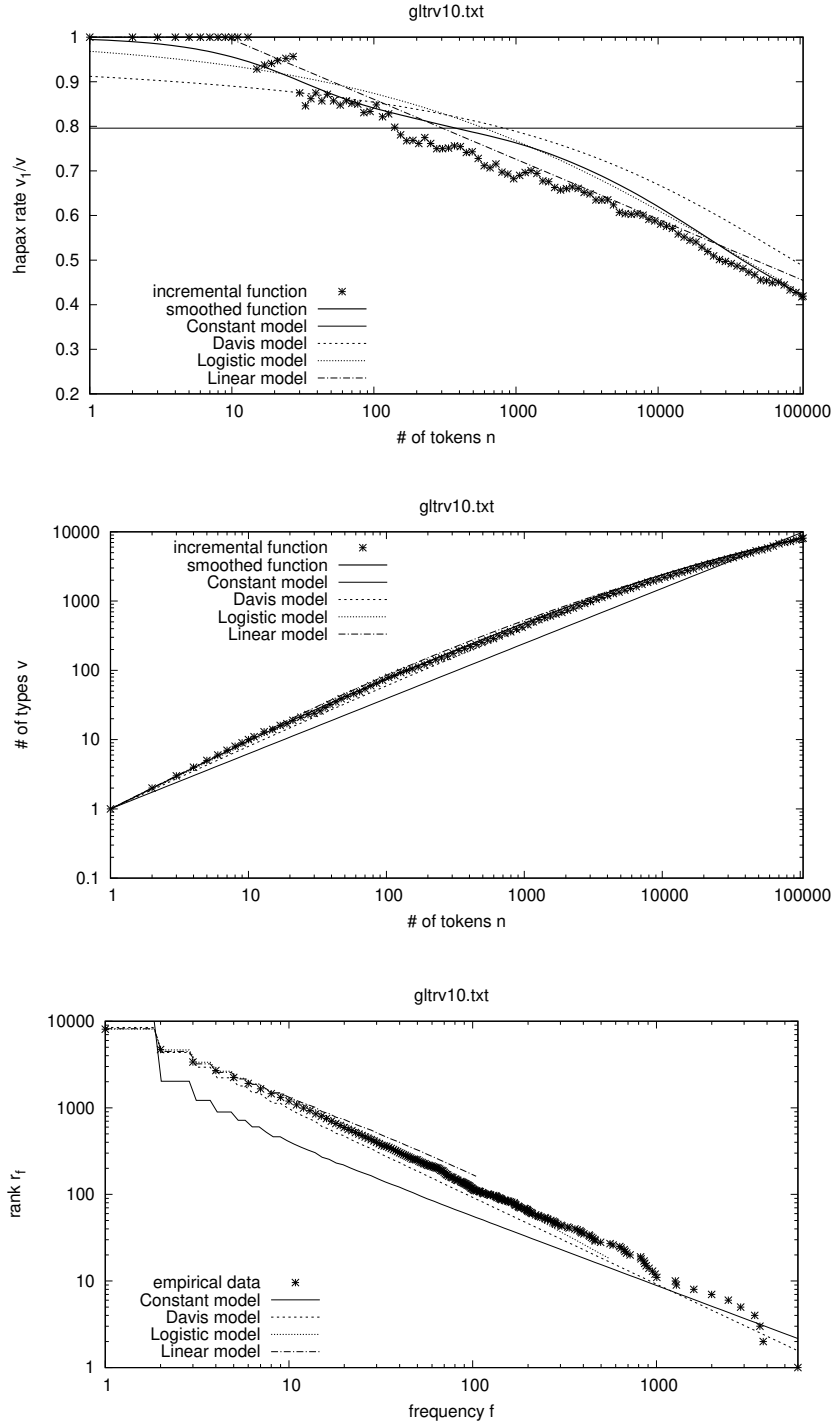 gltrv10.txt
1
0.9
0.8
0.7
0.6
0.5
0.4
0.3
0.2
hapax rate v1/v
incremental function
smoothed function
Constant model
Davis model
Logistic model
Linear model
1 10 100 1000 10000 100000
# of tokens n
gltrv10.txt
10000
1000
100
10
1
0.1
# of types v
incremental function
smoothed function
Constant model
Davis model
Logistic model
Linear model
1 10 100 1000 10000 100000
# of tokens n
gltrv10.txt
10000
1000
100
10
1
rank rf
empirical data
Constant model
Davis model
Logistic model
Linear model
1 10 100 1000
frequency f